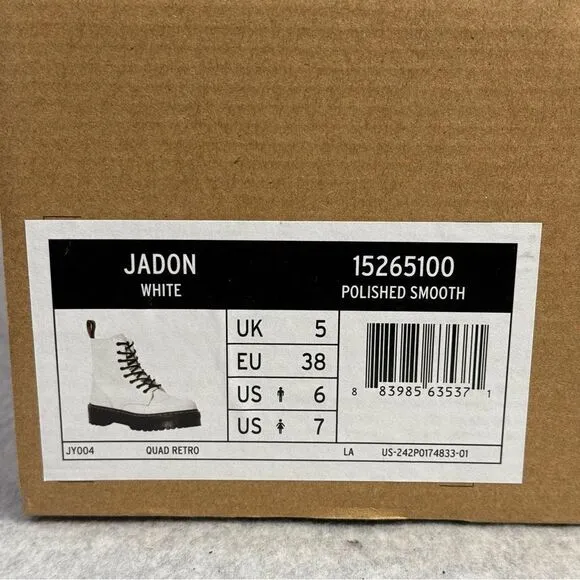 JADON
WHITE
15265100
POLISHED SMOOTH
UK 5
EU 38
US 6
US 7
8 83985 63537 1
JY004 QUAD RETRO LA US-242P0174833-01